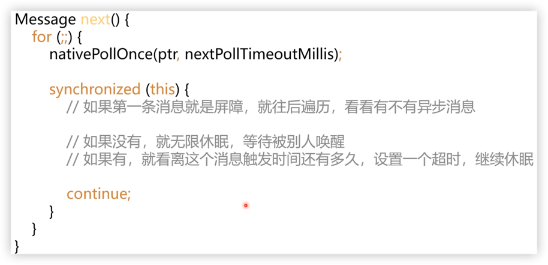 Message next() {
for (;;) {
nativePollOnce(ptr, nextPollTimeoutMillis);
synchronized (this) {
// 如果第一条消息就是屏障，就往后遍历，看看有不有异步消息
// 如果没有，就无限休眠，等待被别人唤醒
// 如果有，就看离这个消息触发时间还有多久，设置一个超时，继续休眠
continue;
}
}
}